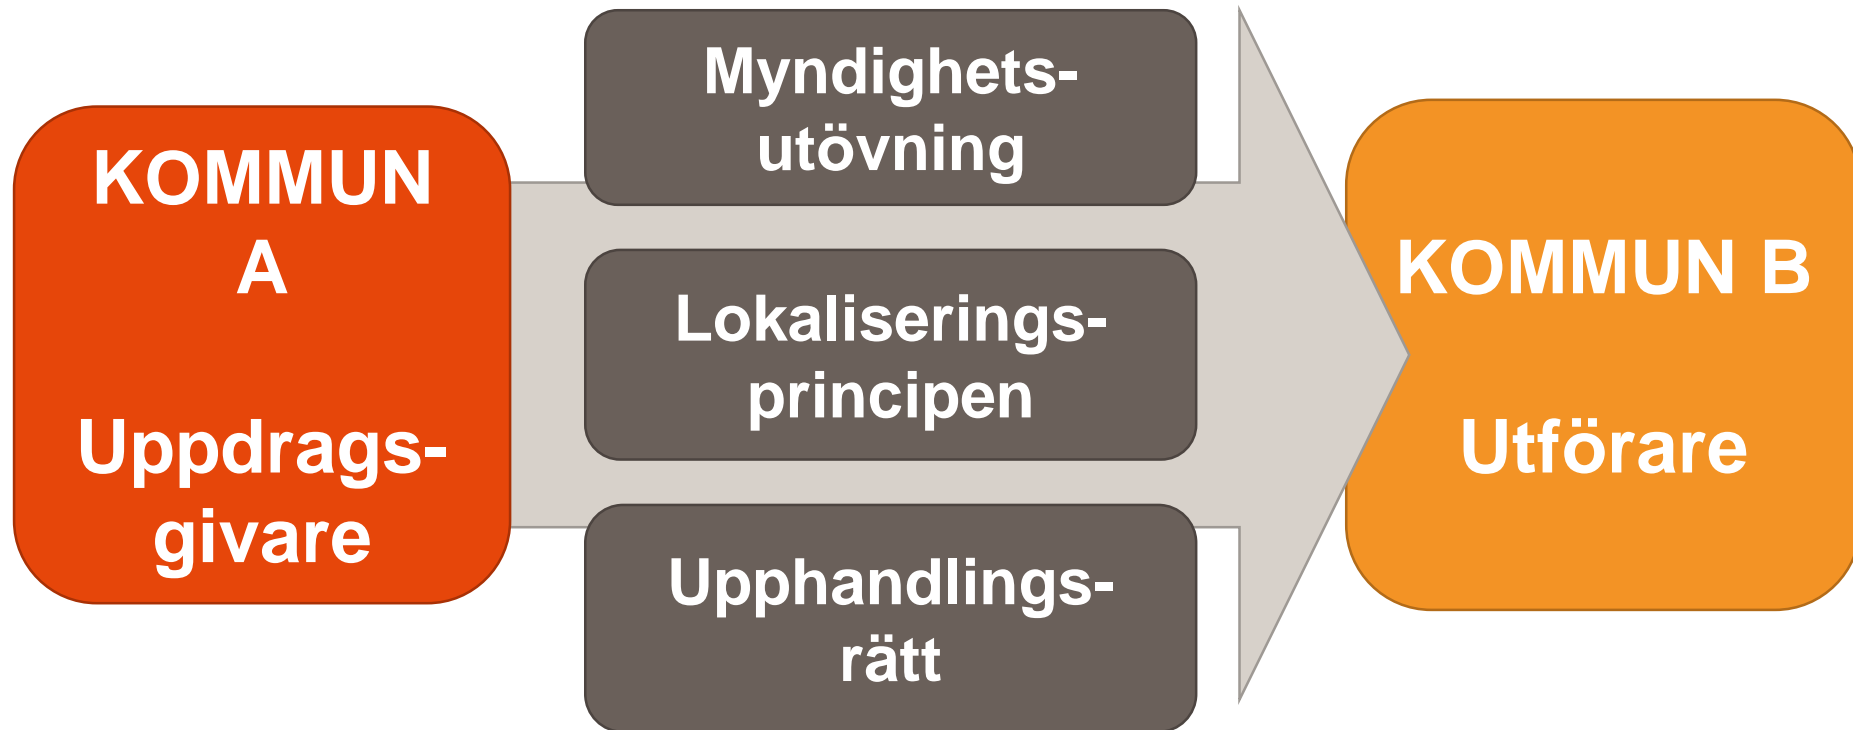 KOMMUN
A
Uppdrags-
givare
Myndighets-
utövning
Lokaliserings-
principen
Upphandlings-
rätt
KOMMUN B
Utförare